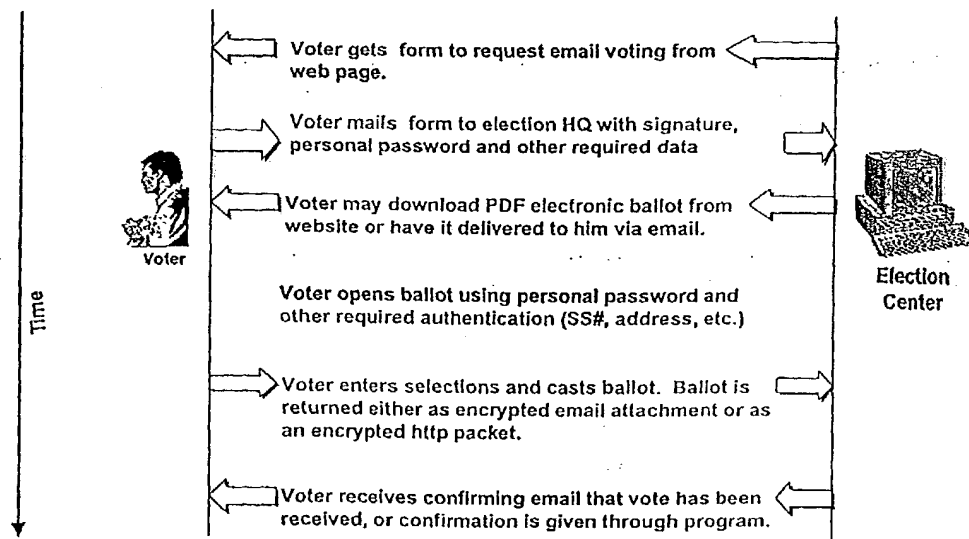 Voter gets form to request email voting from
web page.
Voter mails form to election HQ with signature,
personal password and other required data
Voter may download PDF electronic ballot from
website or have it delivered to him via email.
Voter
Election
Center
Time
Voter opens ballot using personal password and
other required authentication (SS#, address, etc.)
Voter enters selections and casts ballot. Ballot is
returned either as encrypted email attachment or as
an encrypted http packet.
Voter receives confirming email that vote has been
received, or confirmation is given through program.